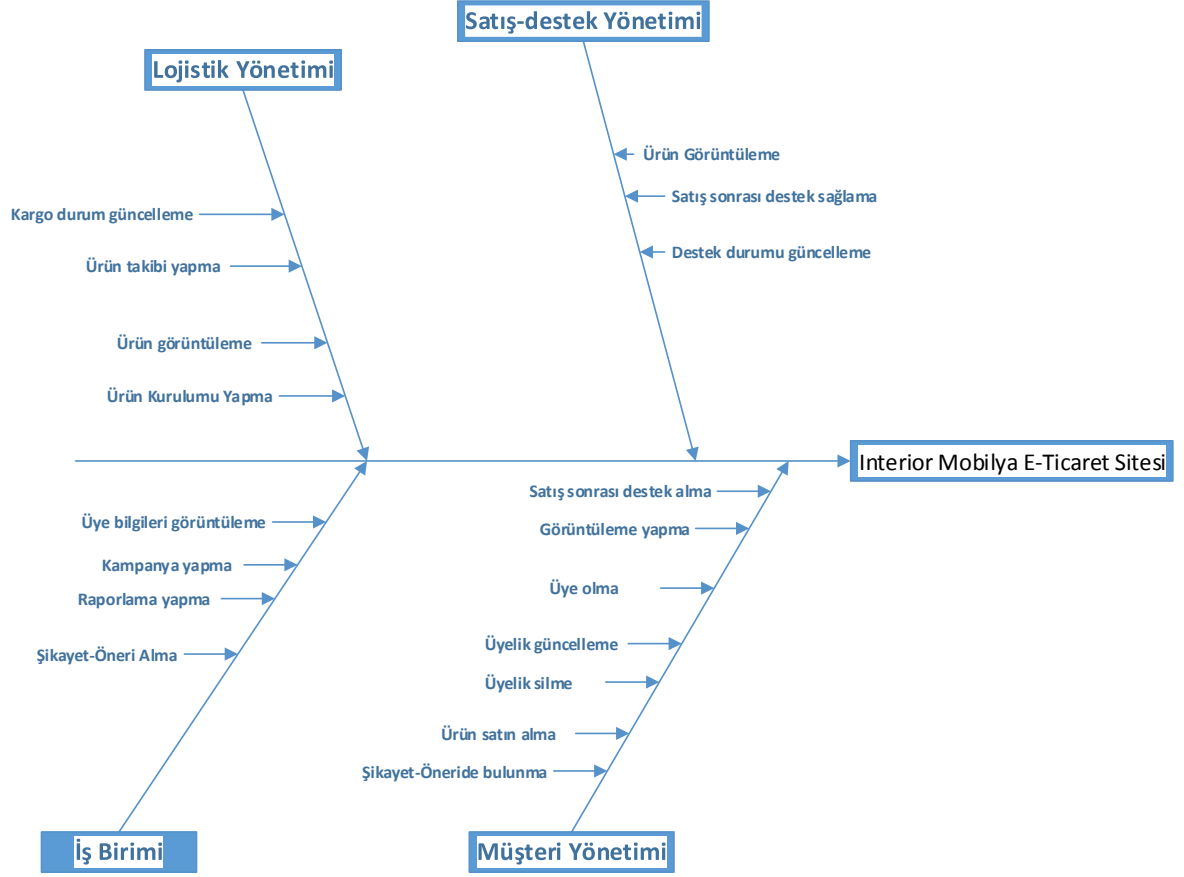 Satış-destek Yönetimi
Lojistik Yönetimi
Ürün Görüntüleme
Satış sonrası destek sağlama
Kargo durum güncelleme
Destek durumu güncelleme
Ürün takibi yapma
Ürün görüntüleme
Ürün Kurulumu Yapma
Interior Mobilya E-Ticaret Sitesi
Satış sonrası destek alma
Üye bilgileri görüntüleme
Görüntüleme yapma
Kampanya yapma
Üye olma
Raporlama yapma
Üyelik güncelleme
Şikayet-Öneri Alma
Üyelik silme
Ürün satın alma
Şikayet-Öneride bulunma
İş Birimi
Müşteri Yönetimi